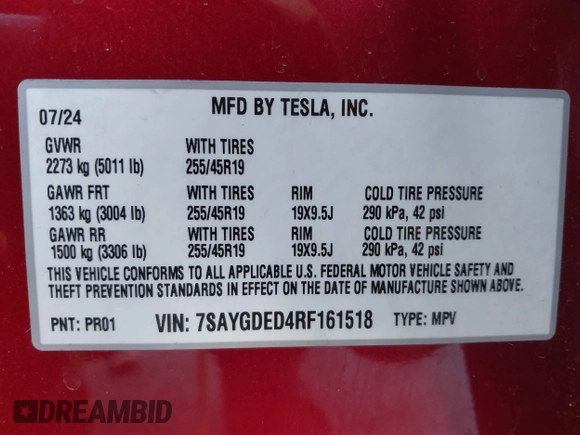 07/24 MFD BY TESLA, INC.
GVWR WITH TIRES
2273 kg (5011 lb) 255/45R19
GAWR FRT WITH TIRES RIM COLD TIRE PRESSURE
1363 kg (3004 lb) 255/45R19 19X9.5J 290 kPa, 42 psi
GAWR RR WITH TIRES RIM COLD TIRE PRESSURE
1500 kg (3306 lb) 255/45R19 19X9.5J 290 kPa, 42 psi
THIS VEHICLE CONFORMS TO ALL APPLICABLE U.S. FEDERAL MOTOR VEHICLE SAFETY AND
THEFT PREVENTION STANDARDS IN EFFECT ON THE DATE OF MANUFACTURE SHOWN ABOVE.
PNT: PR01 VIN: 7SAYGDED4RF161518 TYPE: MPV
DREAMBID